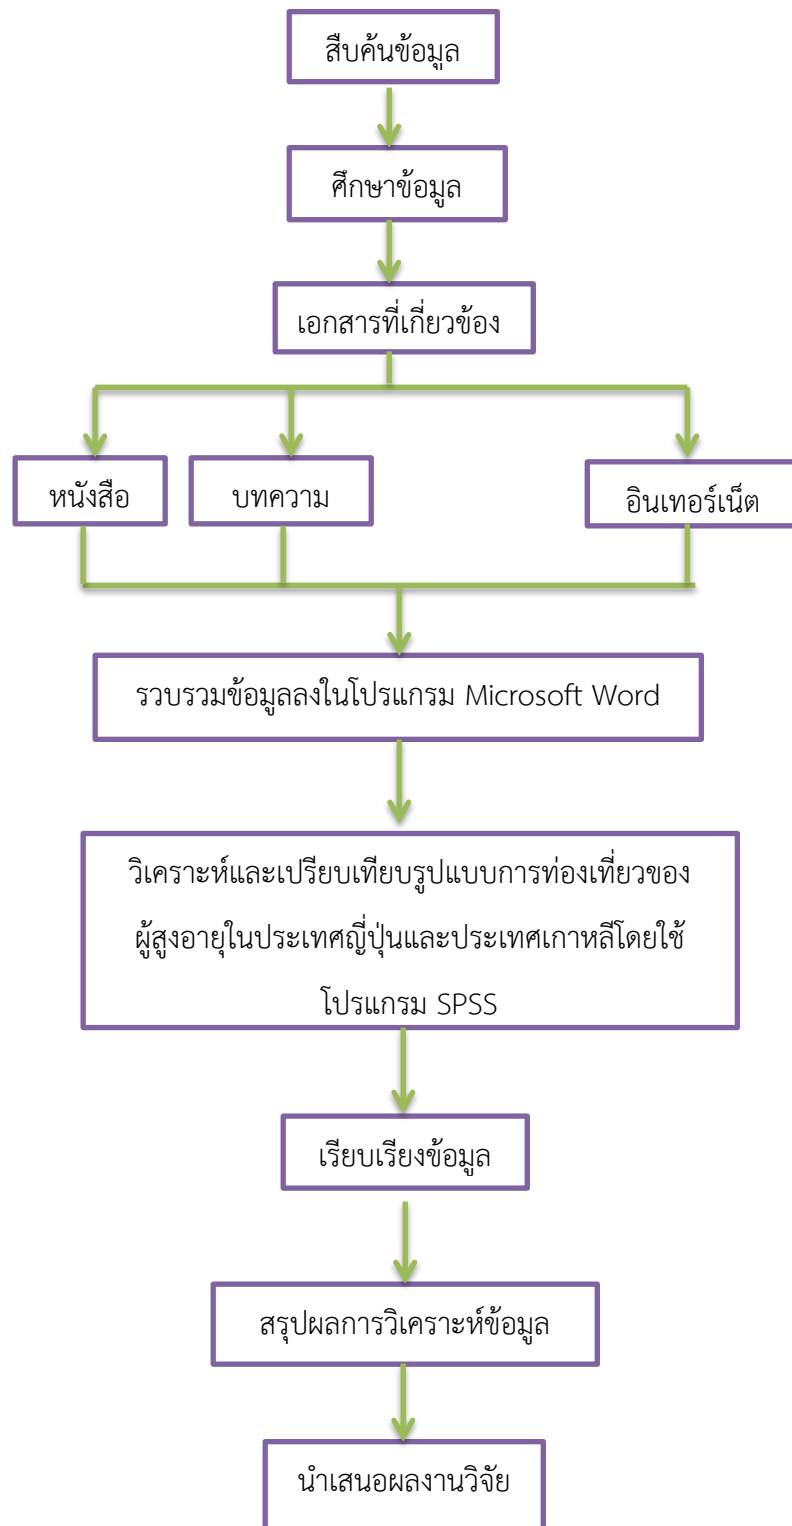 สืบค้นข้อมูล
ศึกษาข้อมูล
เอกสารที่เกี่ยวข้อง
หนังสือ
บทความ
อินเทอร์เน็ต
รวบรวมข้อมูลลงในโปรแกรม Microsoft Word
วิเคราะห์และเปรียบเทียบรูปแบบการท่องเที่ยวของ
ผู้สูงอายุในประเทศญี่ปุ่นและประเทศเกาหลีโดยใช้
โปรแกรม SPSS
เรียบเรียงข้อมูล
สรุปผลการวิเคราะห์ข้อมูล
นำเสนอผลงานวิจัย